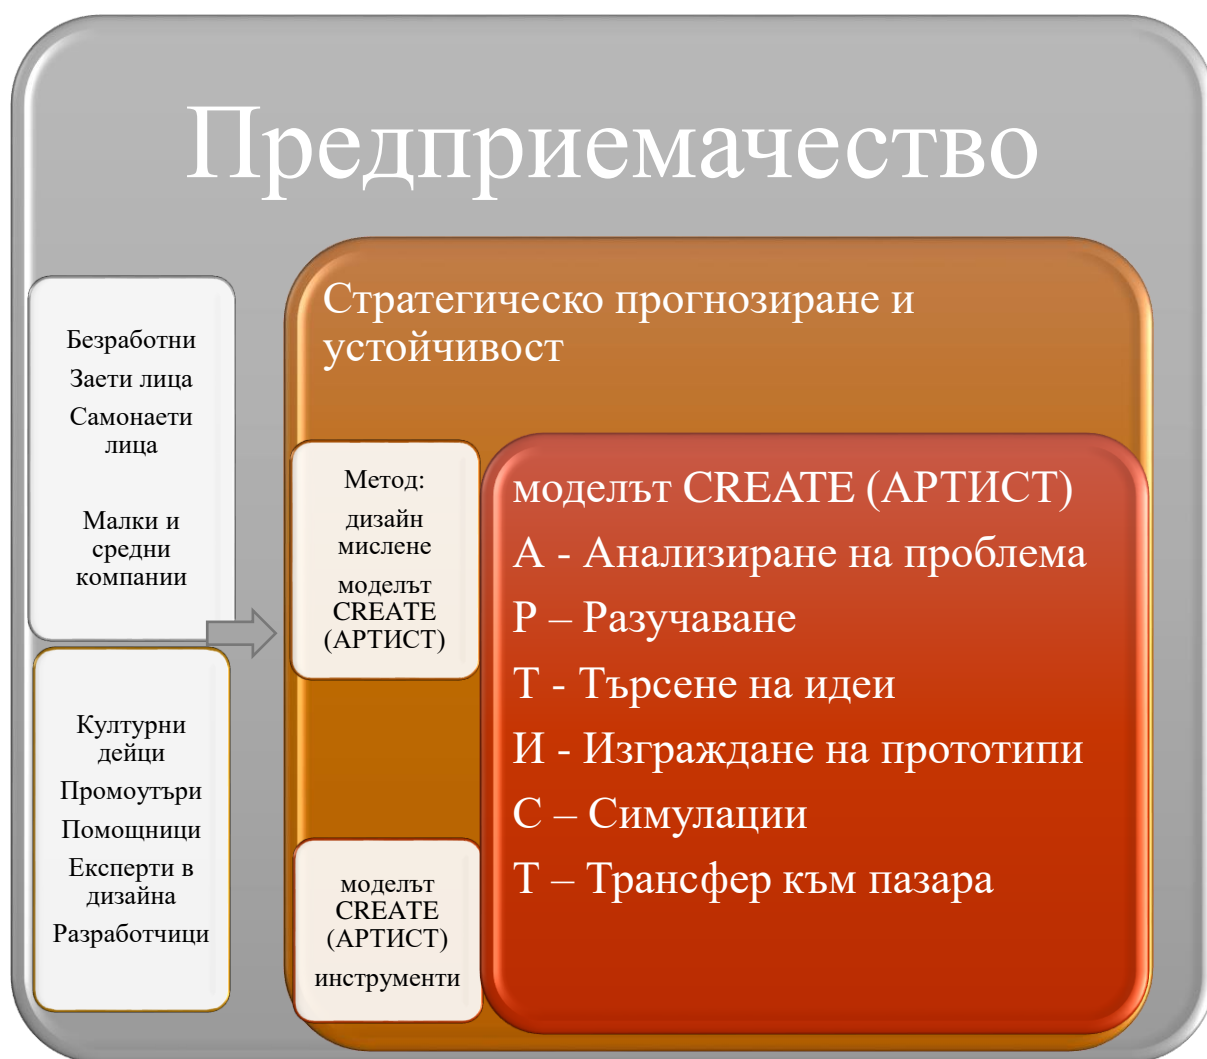 Предприемачество
Безработни
Заети лица
Самонаети
лица
Малки и
средни
компании
Културни
дейци
Промоутъри
Помощници
Експерти в
дизайна
Разработчици
Стратегическо прогнозиране и
устойчивост
Метод:
дизайн
мислене
моделът
CREATE
(АРТИСТ)
моделът
CREATE
(АРТИСТ)
инструменти
моделът CREATE (АРТИСТ)
А - Анализиране на проблема
Р – Разучаване
Т - Търсене на идеи
И - Изграждане на прототипи
С – Симулации
Т – Трансфер към пазара